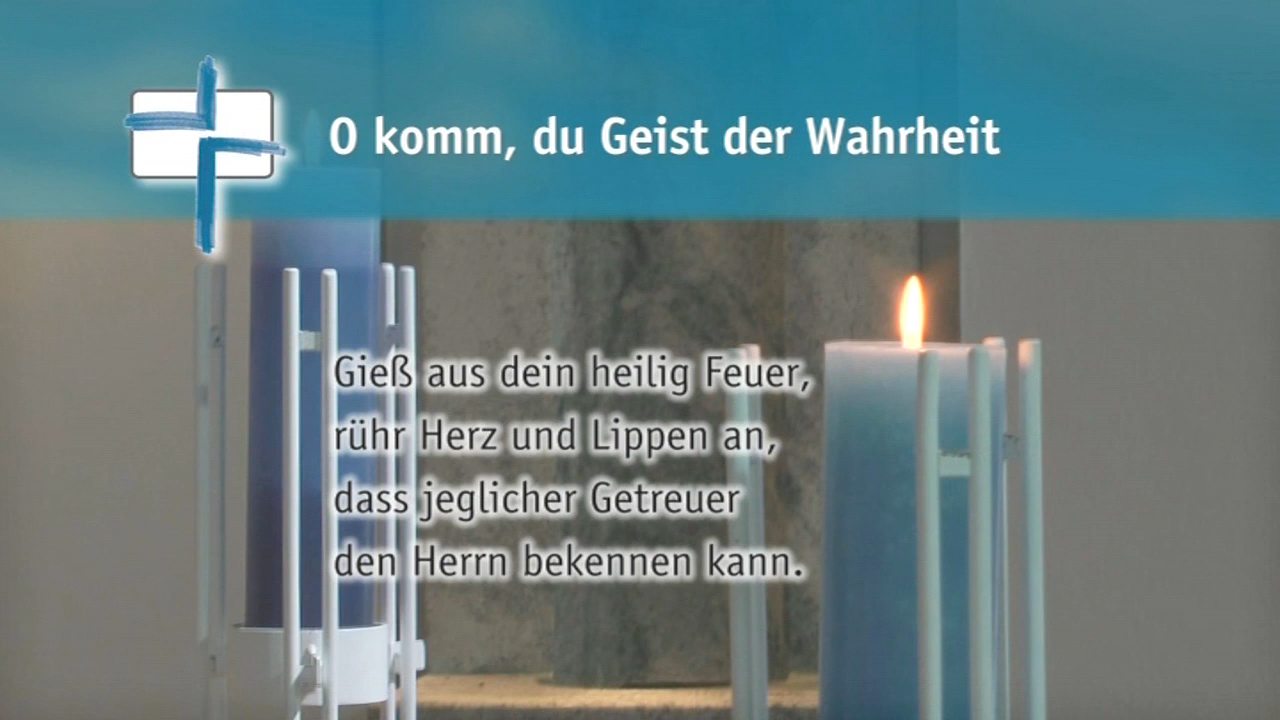 O komm, du Geist der Wahrheit
Gieß aus dein heilig Feuer,
rühr Herz und Lippen an,
dass jeglicher Getreuer
den Herrn bekennen kann.